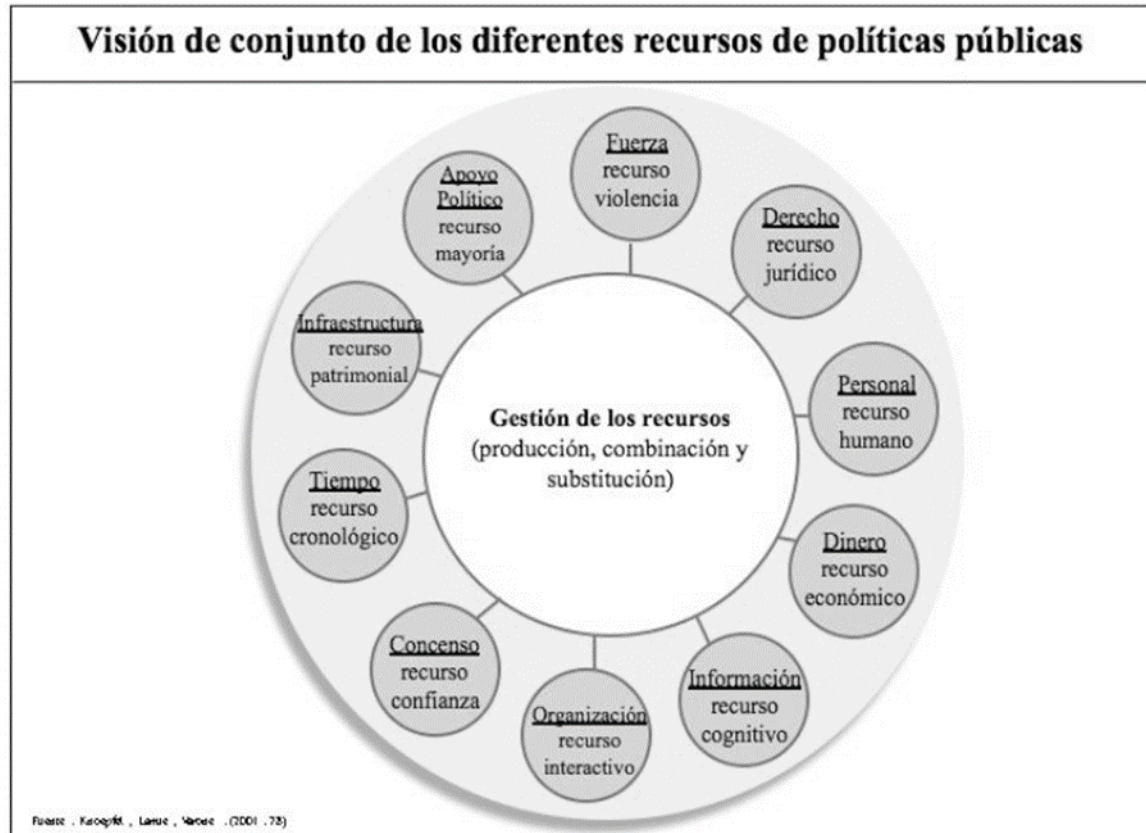 Visión de conjunto de los diferentes recursos de políticas públicas
Fuerza
recurso
violencia
Derecho
recurso
jurídico
Personal
recurso
humano
Dinero
recurso
económico
Información
recurso
cognitivo
Organización
recurso
interactivo
Concenso
recurso
confianza
Tiempo
recurso
cronológico
Infraestructura
recurso
patrimonial
Apoyo
Político
recurso
mayoría
Gestión de los recursos
(producción, combinación y
substitución)